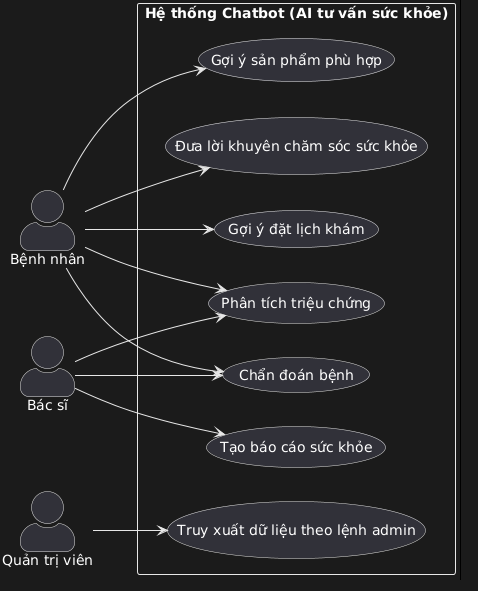 Hệ thống Chatbot (AI tư vấn sức khỏe)
Gợi ý sản phẩm phù hợp
Đưa lời khuyên chăm sóc sức khỏe
Gợi ý đặt lịch khám
Bệnh nhân
Phân tích triệu chứng
Chẩn đoán bệnh
Bác sĩ
Tạo báo cáo sức khỏe
Truy xuất dữ liệu theo lệnh admin
Quản trị viên